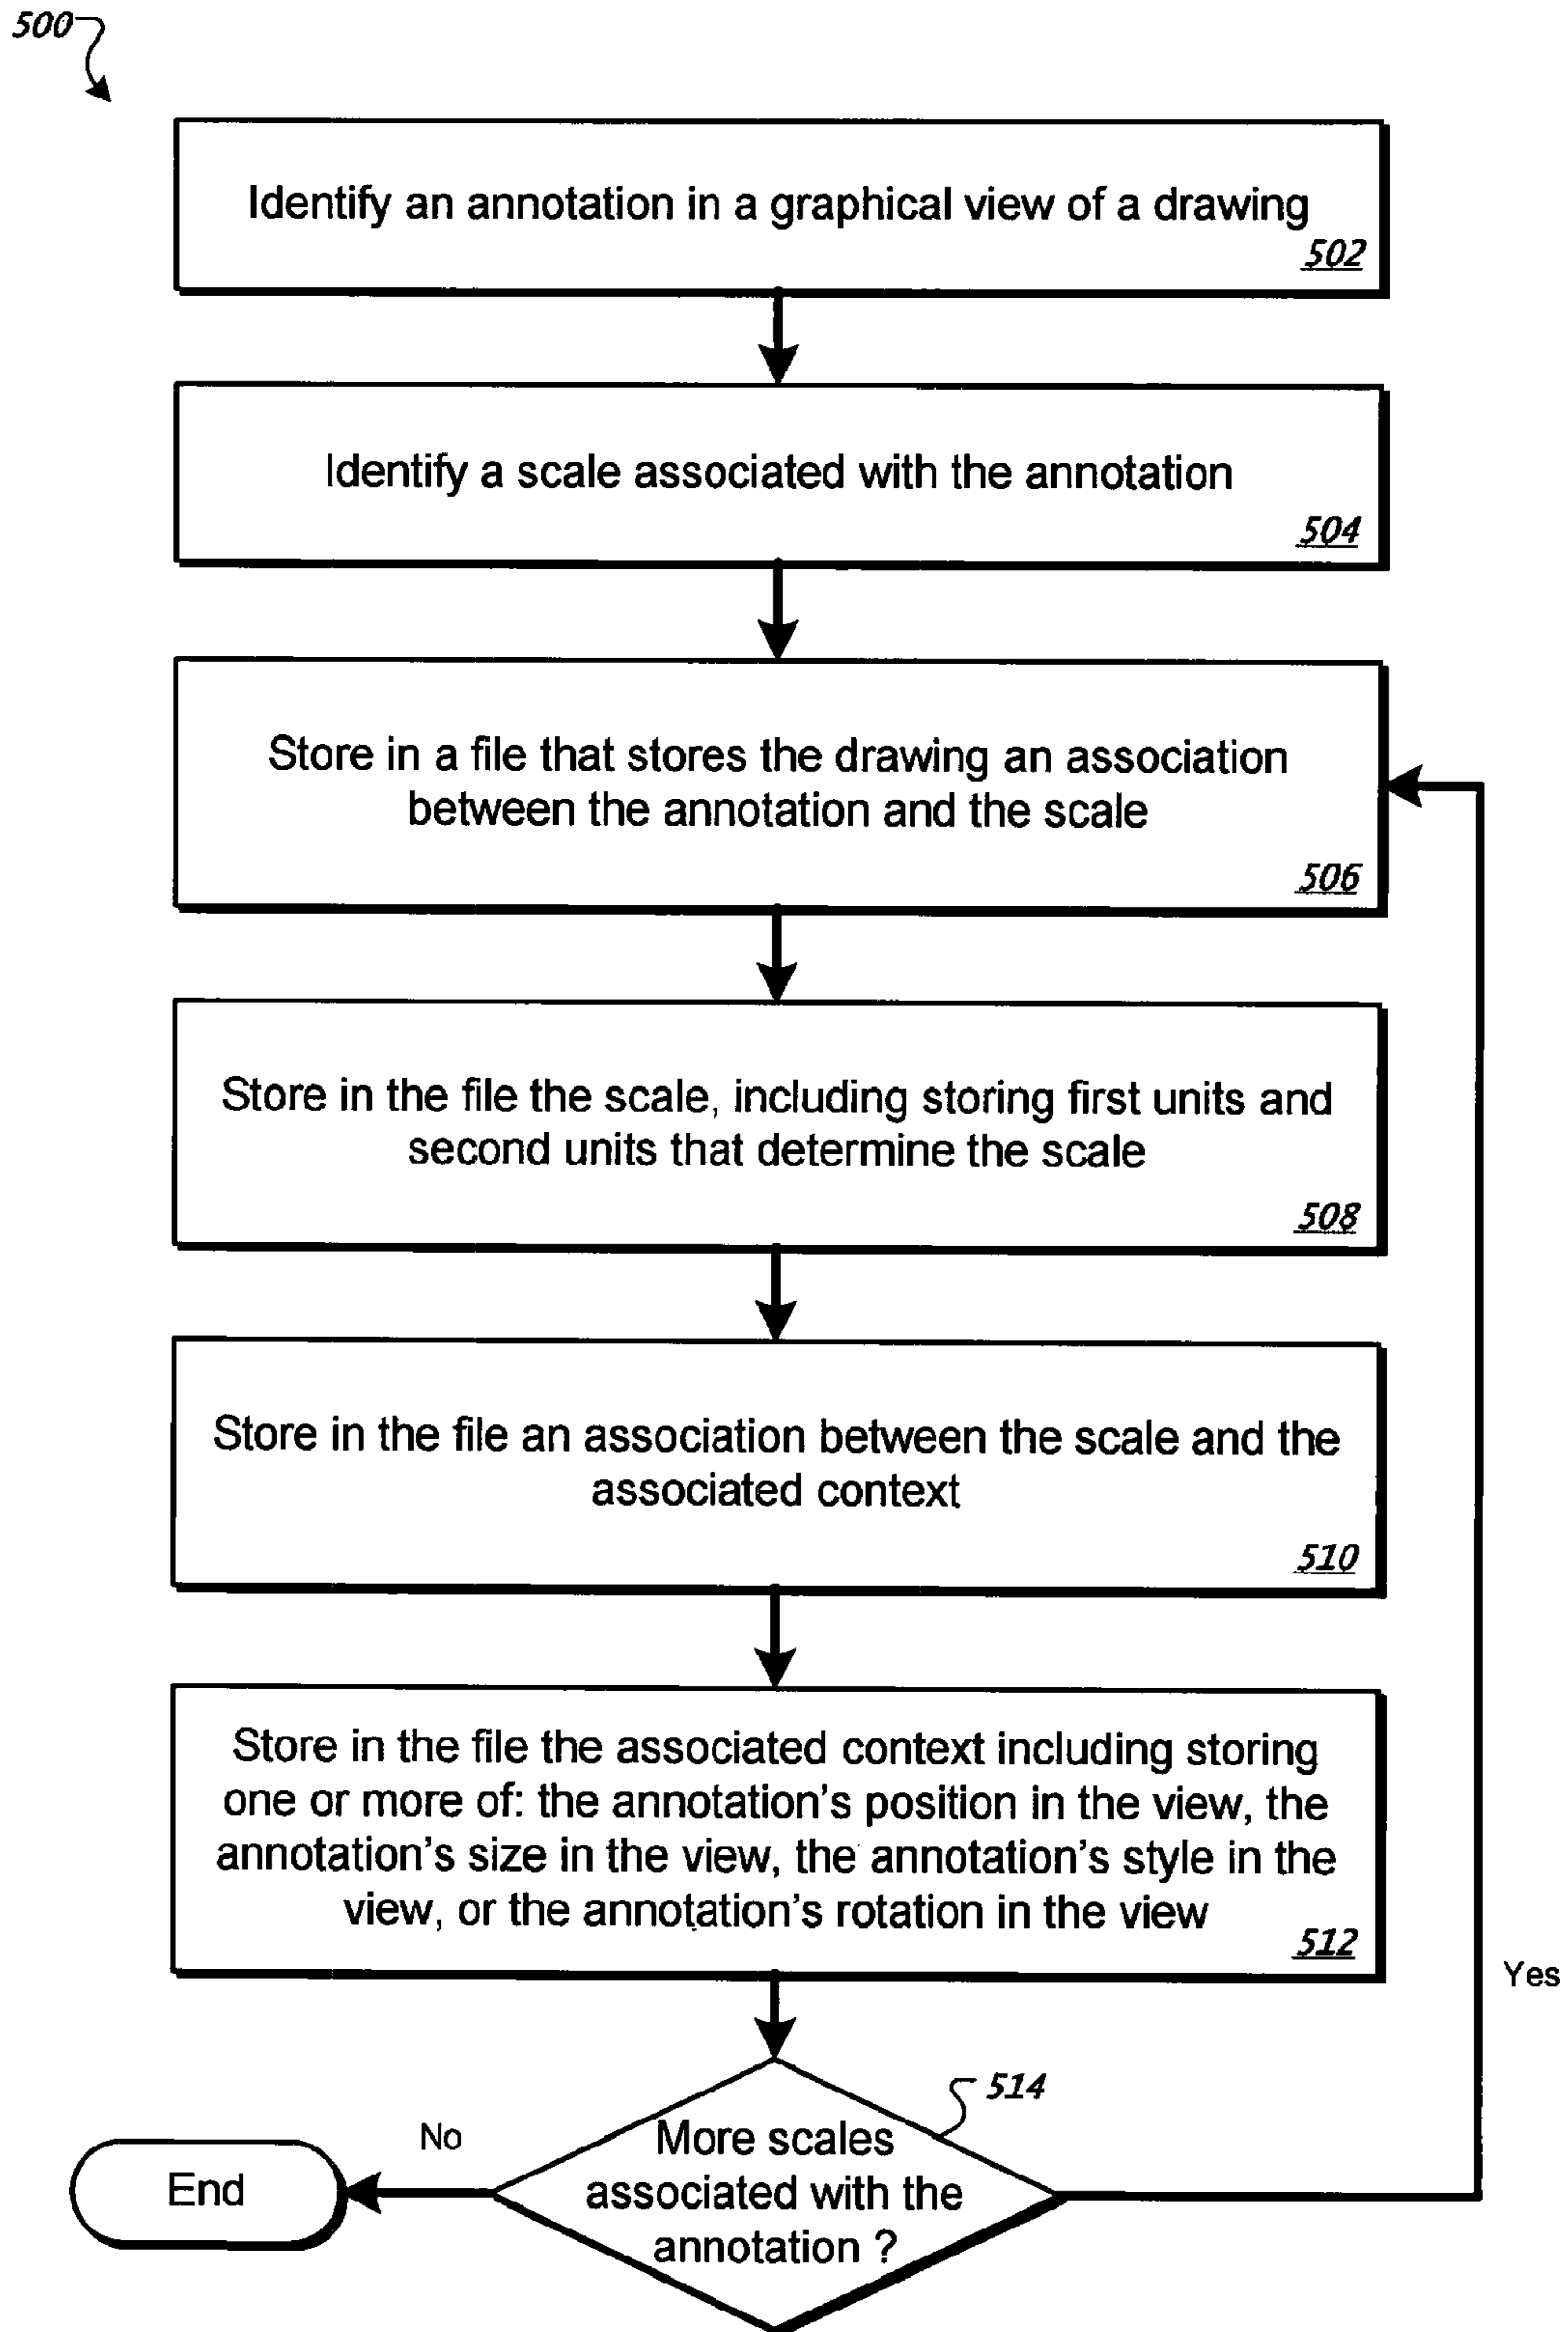 500
Identify an annotation in a graphical view of a drawing
502
Identify a scale associated with the annotation
504
Store in a file that stores the drawing an association
between the annotation and the scale
506
Store in the file the scale, including storing first units and
second units that determine the scale
508
Store in the file an association between the scale and the
associated context
510
Store in the file the associated context including storing
one or more of: the annotation's position in the view, the
annotation's size in the view, the annotation's style in the
view, or the annotation's rotation in the view
512
Yes
514
No
More scales
associated with the
annotation ?
End